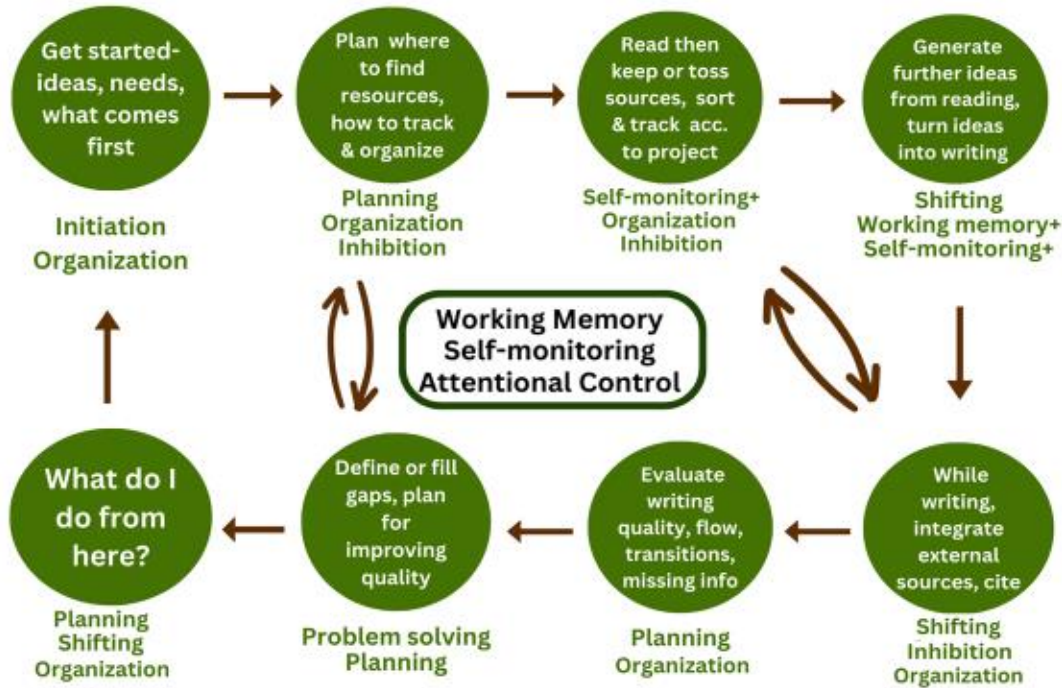 Get started-
ideas, needs,
what comes
first
Initiation
Organization
Plan where
to find
resources,
how to track
& organize
Planning
Organization
Inhibition
Read then
keep or toss
sources, sort
& track acc.
to project
Self-monitoring+
Organization
Inhibition
Generate
further ideas
from reading,
turn ideas
into writing
Shifting
Working memory+
Self-monitoring+
Working Memory
Self-monitoring
Attentional Control
While
writing,
integrate
external
sources, cite
Shifting
Inhibition
Organization
Evaluate
writing
quality, flow,
transitions,
missing info
Planning
Organization
Define or fill
gaps, plan
for
improving
quality
Problem solving
Planning
What do I
do from
here?
Planning
Shifting
Organization